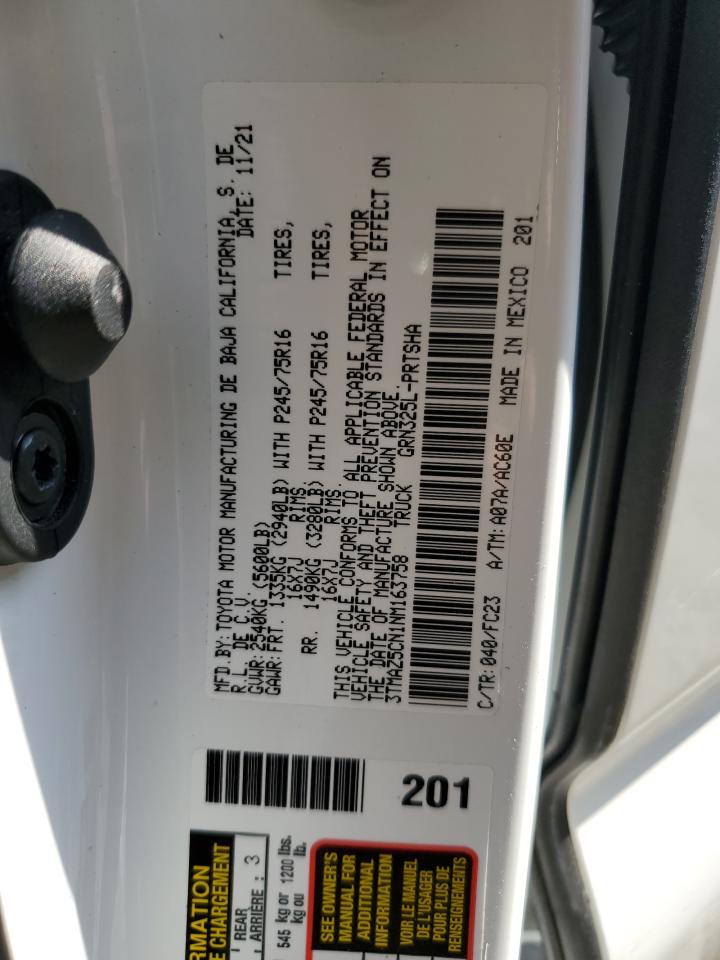 MFD.BY:TOYOTA MOTOR MANUFACTURING DE BAJA CALIFORNIA, S. DE
R.L. DE C.V. DATE: 11/21
GVWR:2540KG (5600LB)
GAWR:FRT. 1335KG (2940LB) WITH P245/75R16 TIRES,
16X7J RIMS.
RR. 1490KG (3280LB) WITH P245/75R16 TIRES,
16X7J RIMS.
THIS VEHICLE CONFORMS TO ALL APPLICABLE FEDERAL MOTOR
VEHICLE SAFETY AND THEFT PREVENTION STANDARDS IN EFFECT ON
THE DATE OF MANUFACTURE SHOWN ABOVE.
3TMAZ5CN1NM163758 TRUCK GRN325L-PRTSHA
C/TR:040/FC23 A/TM:A07A/AC60E MADE IN MEXICO 201
201
RMATION
E CHARGEMENT
REAR
ARRIÈRE : 3
545 kg or 1200 lbs.
kg ou lb.
SEE OWNER'S
MANUAL FOR
ADDITIONAL
INFORMATION
VOIR LE MANUEL
DE L'USAGER
POUR PLUS DE
RENSEIGNEMENTS